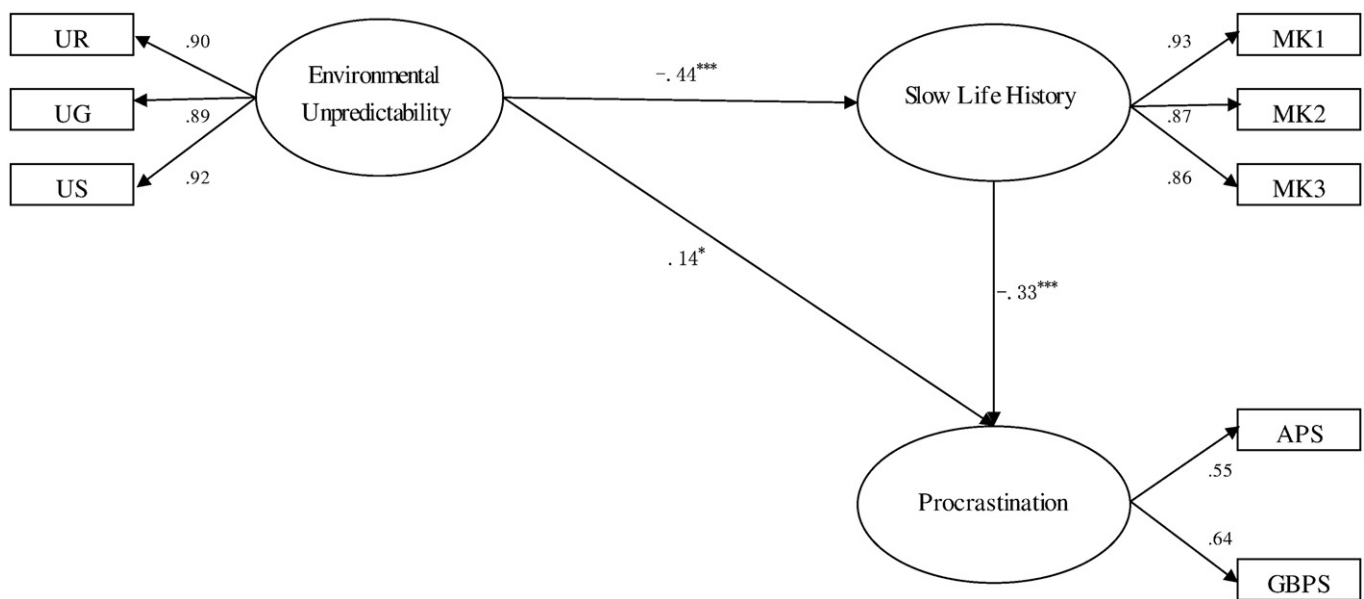 UR
.90
UG
.89
US
.92
Environmental
Unpredictability
-.44***
Slow Life History
.93
MK1
.87
MK2
.86
MK3
.14*
-.33***
Procrastination
APS
.55
.64
GBPS